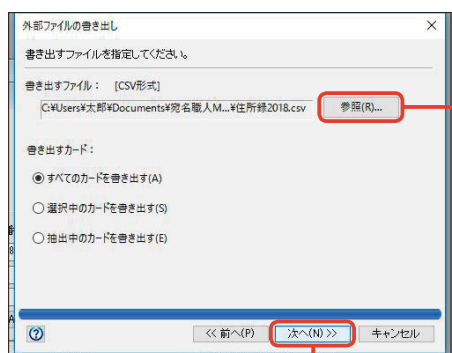 外部ファイルの書き出し
書き出すファイルを指定してください。
書き出すファイル： [CSV形式]
C:¥Users¥太郎¥Documents¥宛名職人M...¥住所録2018.csv 参照(R)...
書き出すカード：
すべてのカードを書き出す(A)
選択中のカードを書き出す(S)
抽出中のカードを書き出す(E)
<< 前へ(P) 次へ(N) >> キャンセル